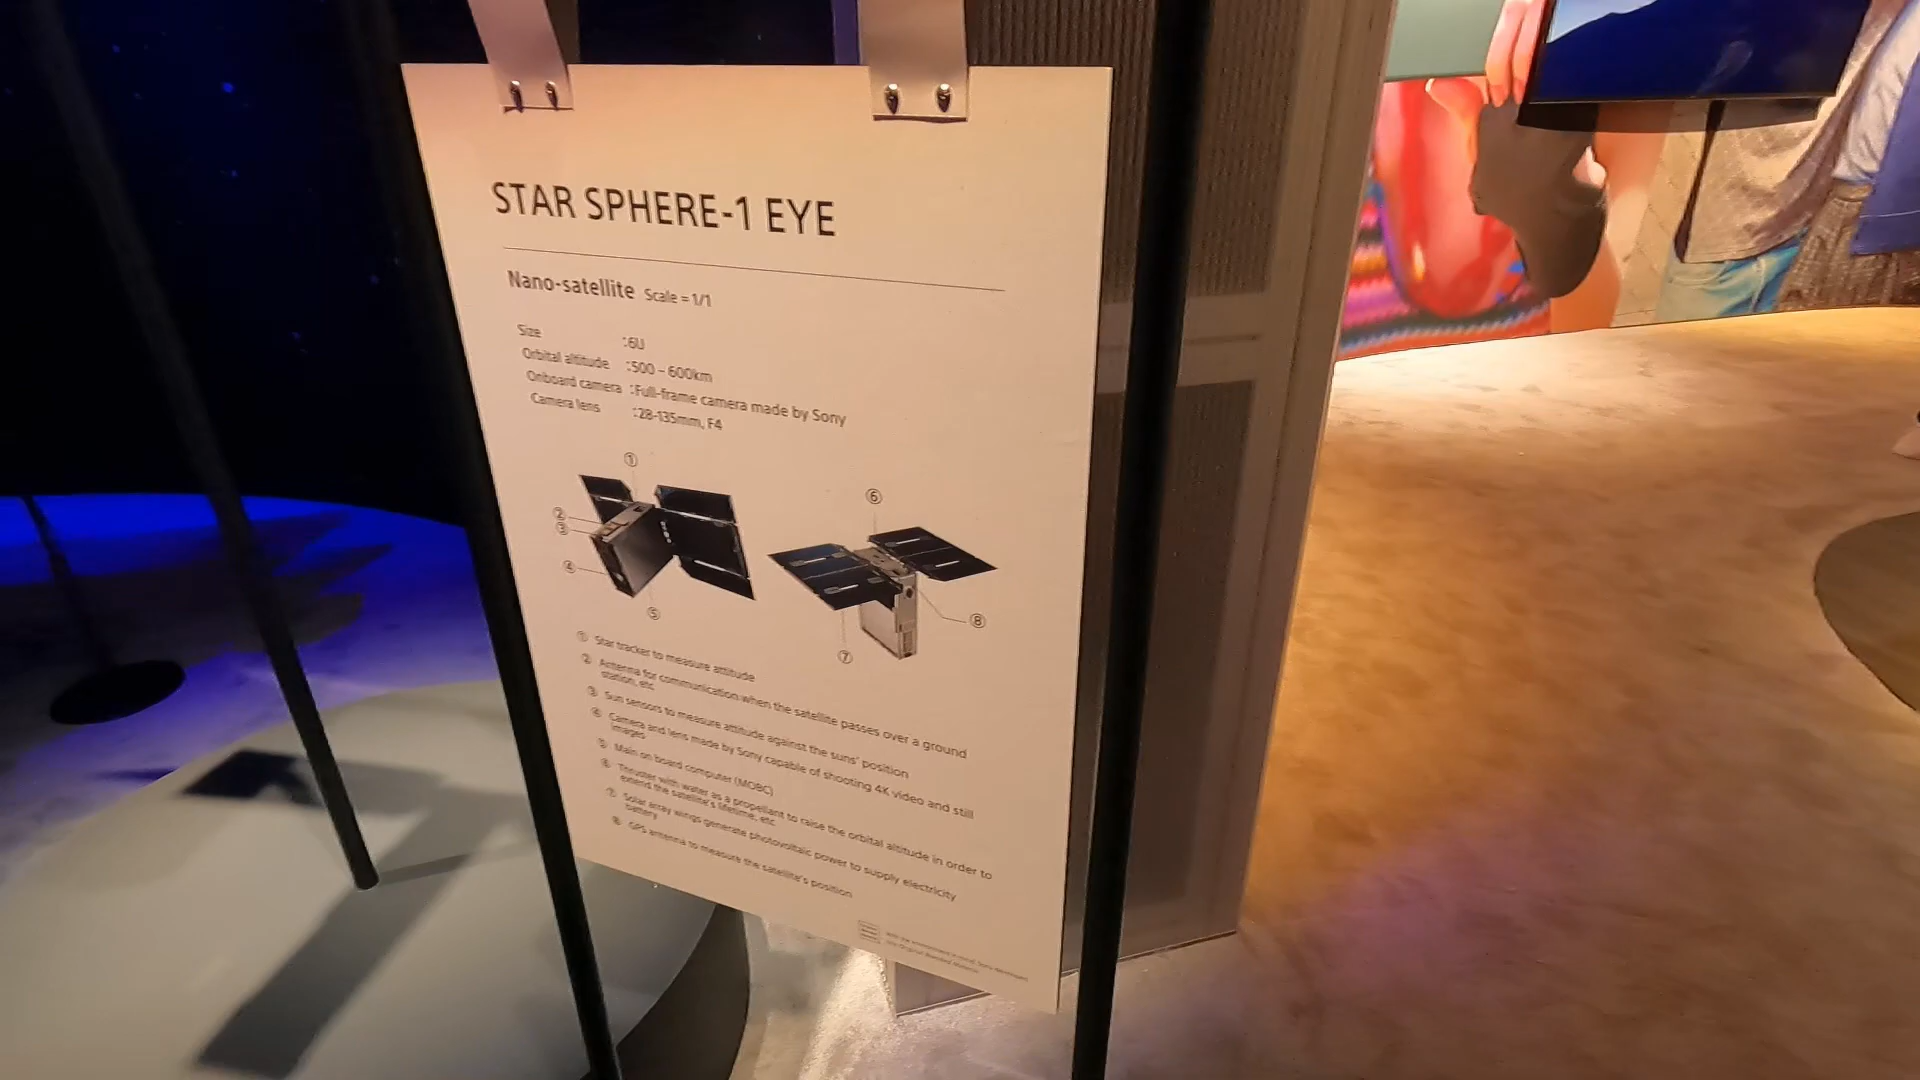 STAR SPHERE-1 EYE
Nano-satellite Scale = 1/1
Size :6U
Orbital altitude :500 – 600km
Onboard camera :Full-frame camera made by Sony
Camera lens :28-135mm, F4
①
②
③
④
⑤
⑥
⑦
⑧
① Star tracker to measure attitude
② Antenna for communication when the satellite passes over a ground
station, etc
③ Sun sensors to measure attitude against the suns' position
④ Camera and lens made by Sony capable of shooting 4K video and still
images
⑤ Main on board computer (MOBC)
⑥ Thruster with water as a propellant to raise the orbital altitude in order to
extend the satellite's lifetime, etc
⑦ Solar array wings generate photovoltaic power to supply electricity
battery
⑧ GPS antenna to measure the satellite's position